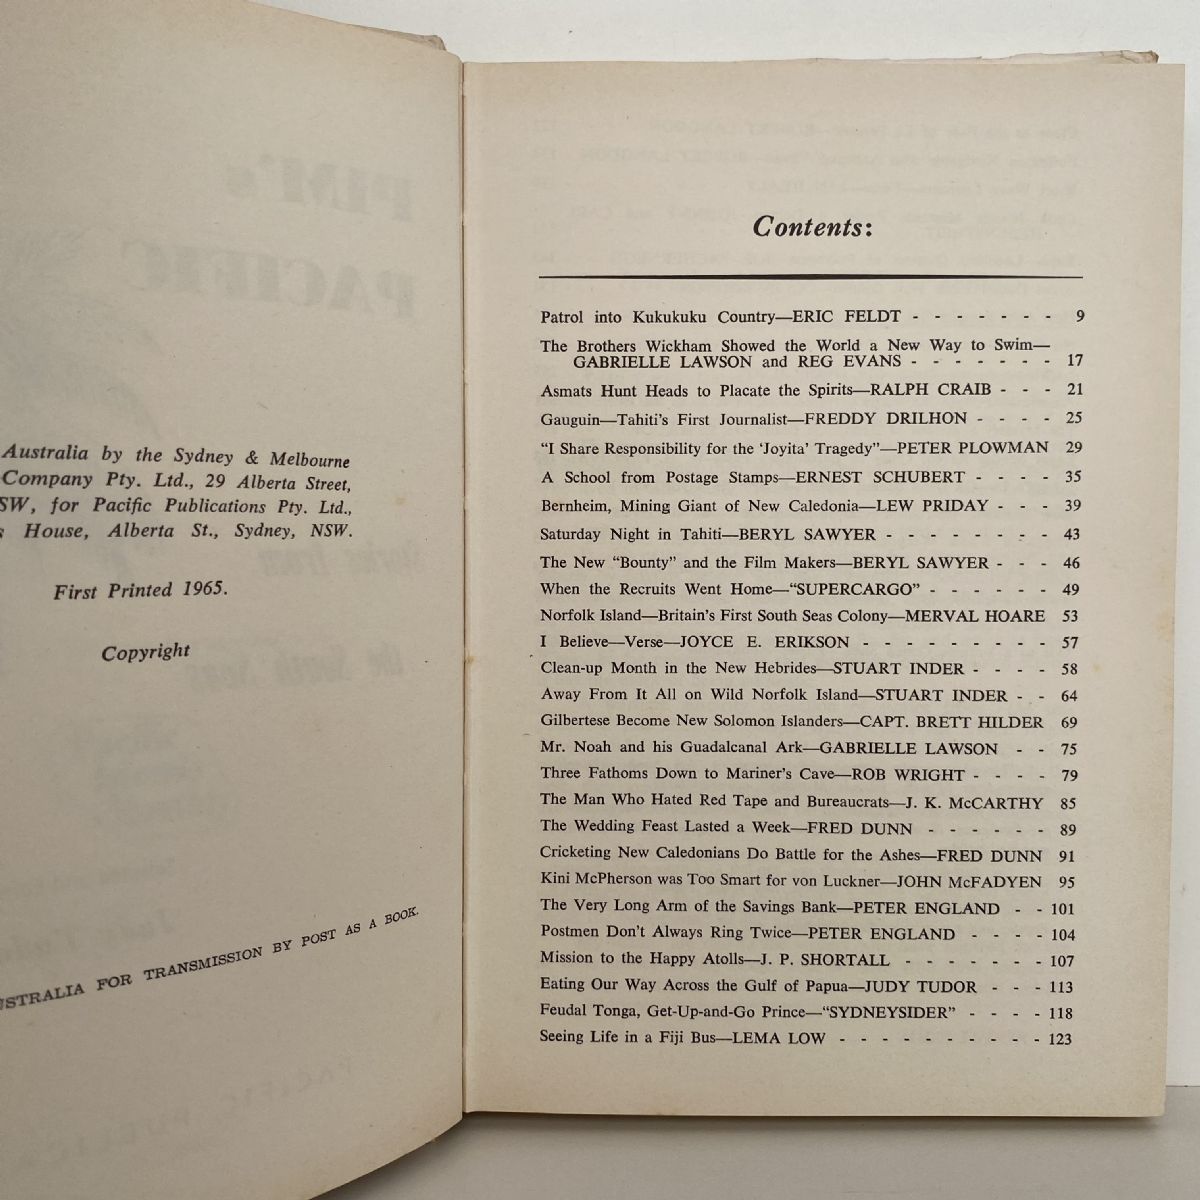 Australia by the Sydney & Melbourne
Company Pty. Ltd., 29 Alberta Street,
SW, for Pacific Publications Pty. Ltd.,
House, Alberta St., Sydney, NSW.
First Printed 1965.
Copyright
USTRALIA FOR TRANSMISSION BY POST AS A BOOK.
Contents:
Patrol into Kukukuku Country—ERIC FELDT - - - - - - - 9
The Brothers Wickham Showed the World a New Way to Swim—
GABRIELLE LAWSON and REG EVANS - - - - - - 17
Asmats Hunt Heads to Placate the Spirits—RALPH CRAIB - - - 21
Gauguin—Tahiti's First Journalist—FREDDY DRILHON - - - - 25
"I Share Responsibility for the 'Joyita' Tragedy"—PETER PLOWMAN 29
A School from Postage Stamps—ERNEST SCHUBERT - - - - 35
Bernheim, Mining Giant of New Caledonia—LEW PRIDAY - - - 39
Saturday Night in Tahiti—BERYL SAWYER - - - - - - - - 43
The New "Bounty" and the Film Makers—BERYL SAWYER - - - 46
When the Recruits Went Home—"SUPERCARGO" - - - - - - 49
Norfolk Island—Britain's First South Seas Colony—MERVAL HOARE 53
I Believe—Verse—JOYCE E. ERIKSON - - - - - - - - - 57
Clean-up Month in the New Hebrides—STUART INDER - - - - 58
Away From It All on Wild Norfolk Island—STUART INDER - - 64
Gilbertese Become New Solomon Islanders—CAPT. BRETT HILDER 69
Mr. Noah and his Guadalcanal Ark—GABRIELLE LAWSON - - 75
Three Fathoms Down to Mariner's Cave—ROB WRIGHT - - - - 79
The Man Who Hated Red Tape and Bureaucrats—J. K. McCARTHY 85
The Wedding Feast Lasted a Week—FRED DUNN - - - - - - 89
Cricketing New Caledonians Do Battle for the Ashes—FRED DUNN 91
Kini McPherson was Too Smart for von Luckner—JOHN McFADYEN 95
The Very Long Arm of the Savings Bank—PETER ENGLAND - - 101
Postmen Don't Always Ring Twice—PETER ENGLAND - - - - 104
Mission to the Happy Atolls—J. P. SHORTALL - - - - - - - 107
Eating Our Way Across the Gulf of Papua—JUDY TUDOR - - - 113
Feudal Tonga, Get-Up-and-Go Prince—"SYDNEYSIDER" - - - - 118
Seeing Life in a Fiji Bus—LEMA LOW - - - - - - - - - - 123